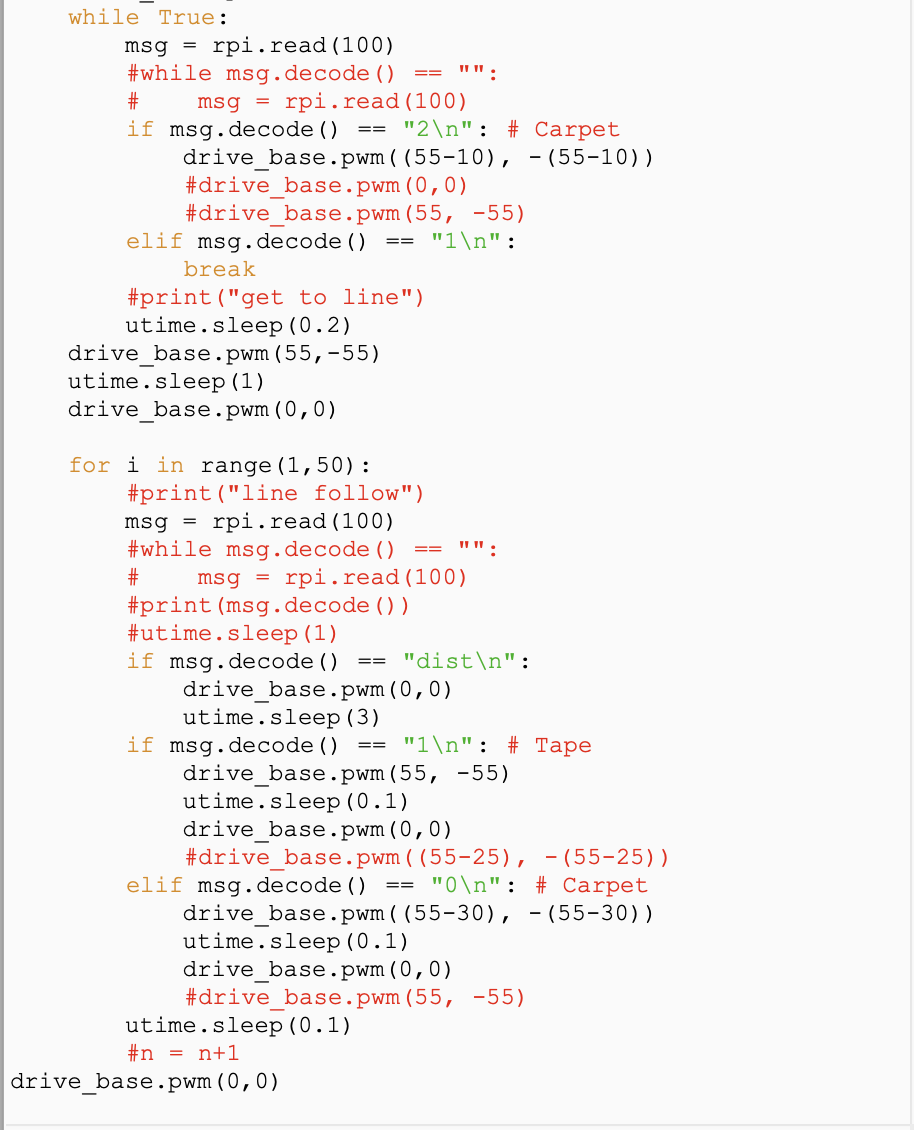 while True:
        msg = rpi.read(100)
        #while msg.decode() == "":
        #    msg = rpi.read(100)
        if msg.decode() == "2\n": # Carpet
            drive_base.pwm((55-10), -(55-10))
            #drive_base.pwm(0,0)
            #drive_base.pwm(55, -55)
        elif msg.decode() == "1\n":
            break
        #print("get to line")
        utime.sleep(0.2)
    drive_base.pwm(55,-55)
    utime.sleep(1)
    drive_base.pwm(0,0)

    for i in range(1,50):
        #print("line follow")
        msg = rpi.read(100)
        #while msg.decode() == "":
        #    msg = rpi.read(100)
        #print(msg.decode())
        #utime.sleep(1)
        if msg.decode() == "dist\n":
            drive_base.pwm(0,0)
            utime.sleep(3)
        if msg.decode() == "1\n": # Tape
            drive_base.pwm(55, -55)
            utime.sleep(0.1)
            drive_base.pwm(0,0)
            #drive_base.pwm((55-25), -(55-25))
        elif msg.decode() == "0\n": # Carpet
            drive_base.pwm((55-30), -(55-30))
            utime.sleep(0.1)
            drive_base.pwm(0,0)
            #drive_base.pwm(55, -55)
        utime.sleep(0.1)
        #n = n+1
drive_base.pwm(0,0)